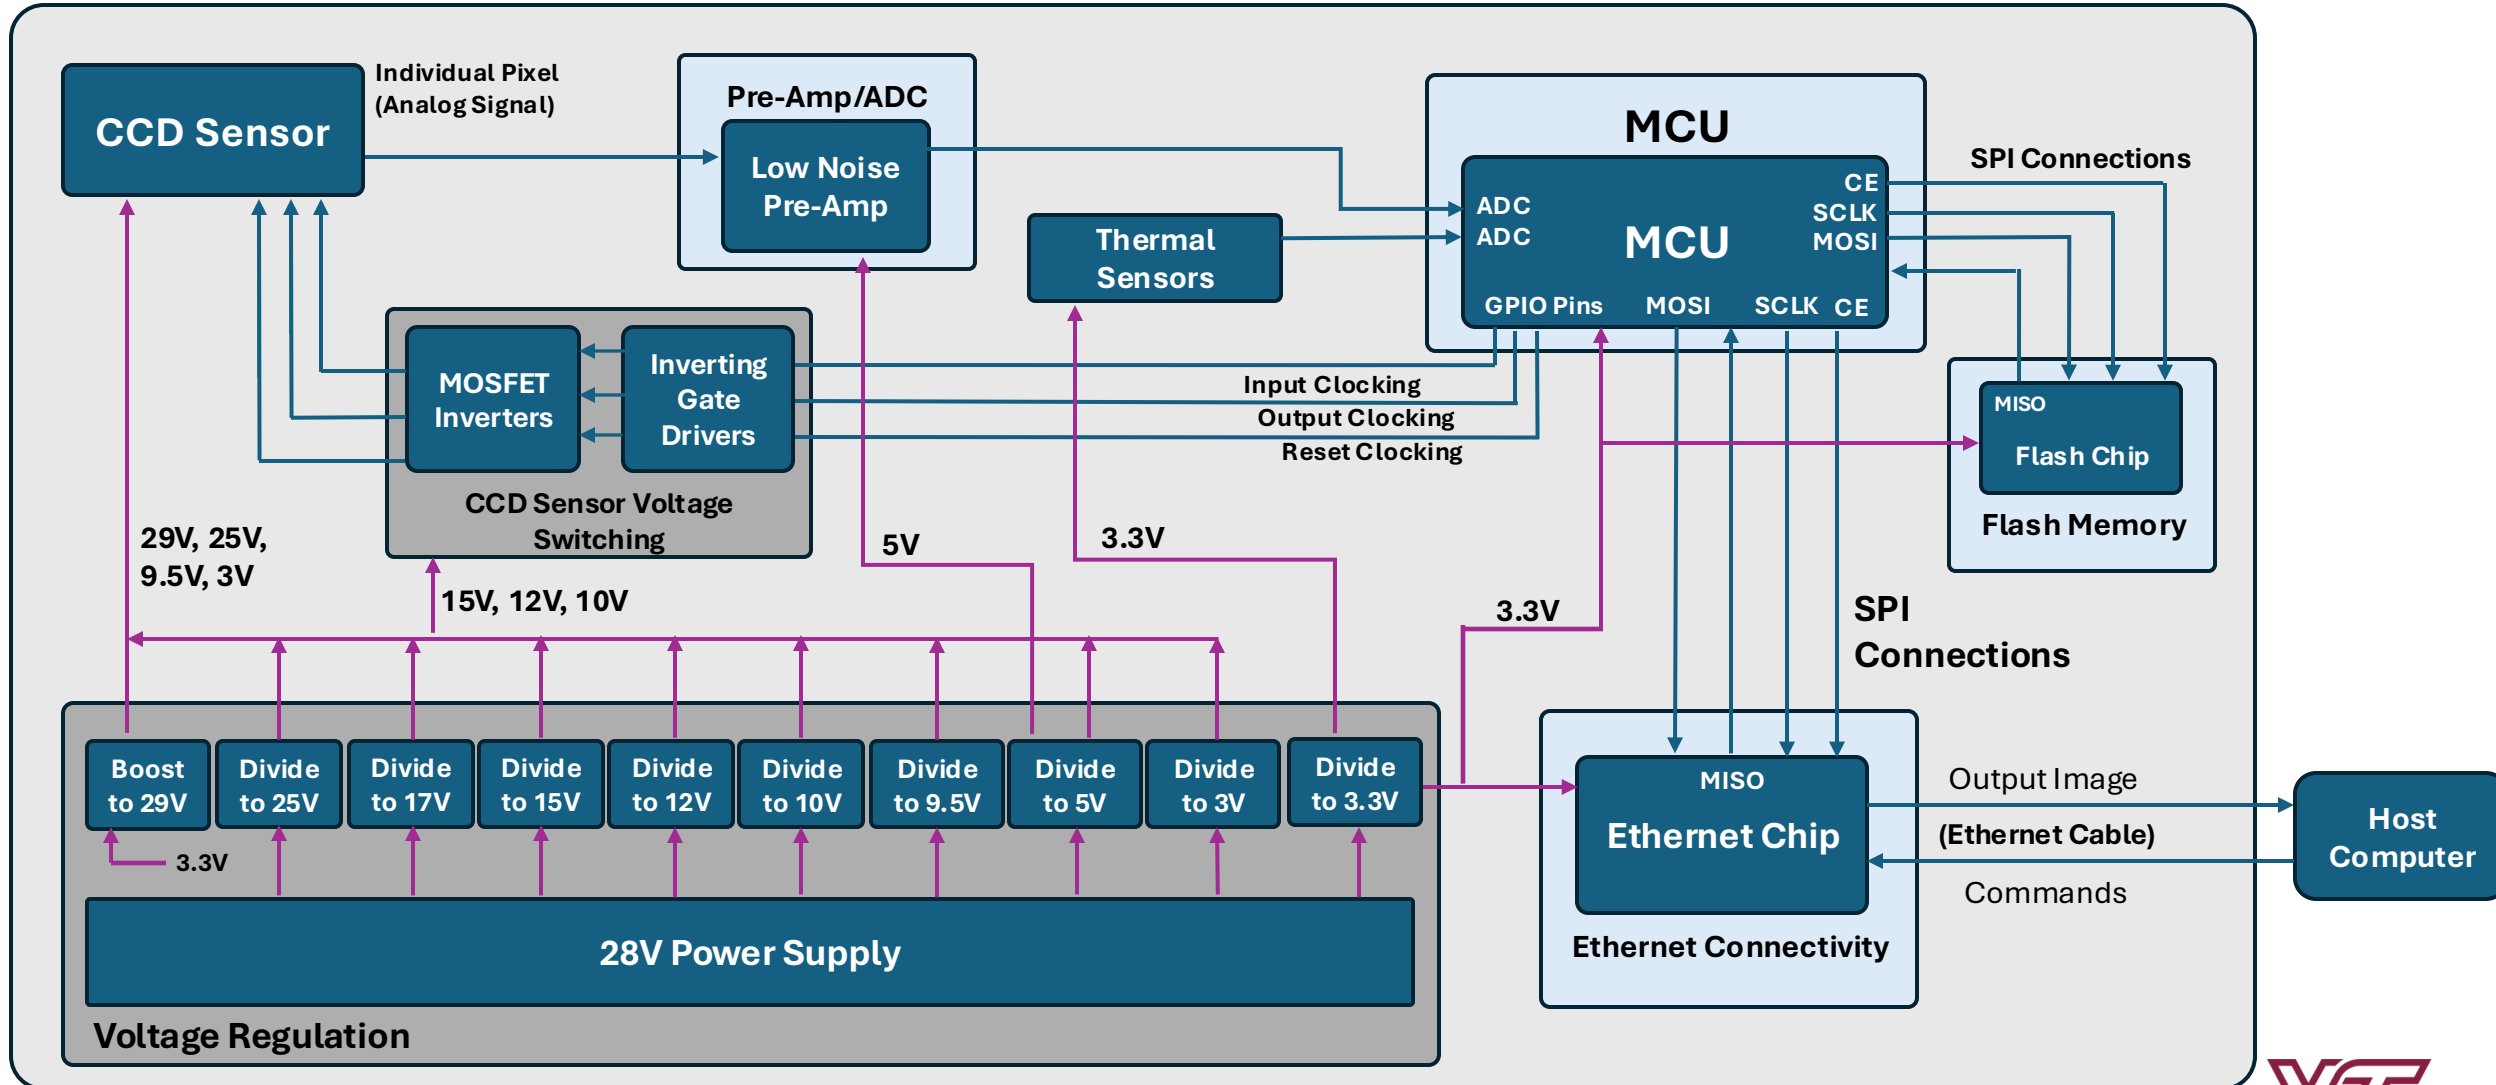 CCD Sensor
Individual Pixel
(Analog Signal)
Pre-Amp/ADC
Low Noise
Pre-Amp
Thermal
Sensors
MCU
MCU
ADC
ADC
CE
SCLK
MOSI
GPIO Pins
MOSI
SCLK
CE
SPI Connections
MISO
Flash Chip
Flash Memory
MOSFET
Inverters
Inverting
Gate
Drivers
CCD Sensor Voltage
Switching
Input Clocking
Output Clocking
Reset Clocking
29V, 25V,
9.5V, 3V
15V, 12V, 10V
5V
3.3V
3.3V
SPI
Connections
Boost
to 29V
Divide
to 25V
Divide
to 17V
Divide
to 15V
Divide
to 12V
Divide
to 10V
Divide
to 9.5V
Divide
to 5V
Divide
to 3V
Divide
to 3.3V
3.3V
28V Power Supply
Voltage Regulation
MISO
Ethernet Chip
Ethernet Connectivity
Output Image
(Ethernet Cable)
Commands
Host
Computer